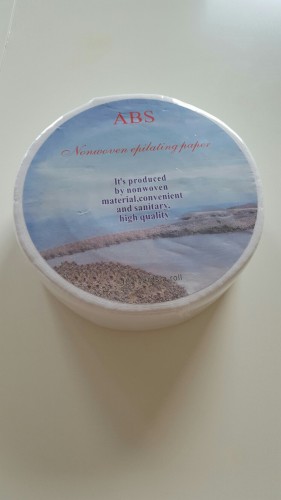 ABS
Nonwoven epilating paper
It's produced
by nonwoven
material,convenient
and sanitary,
high quality